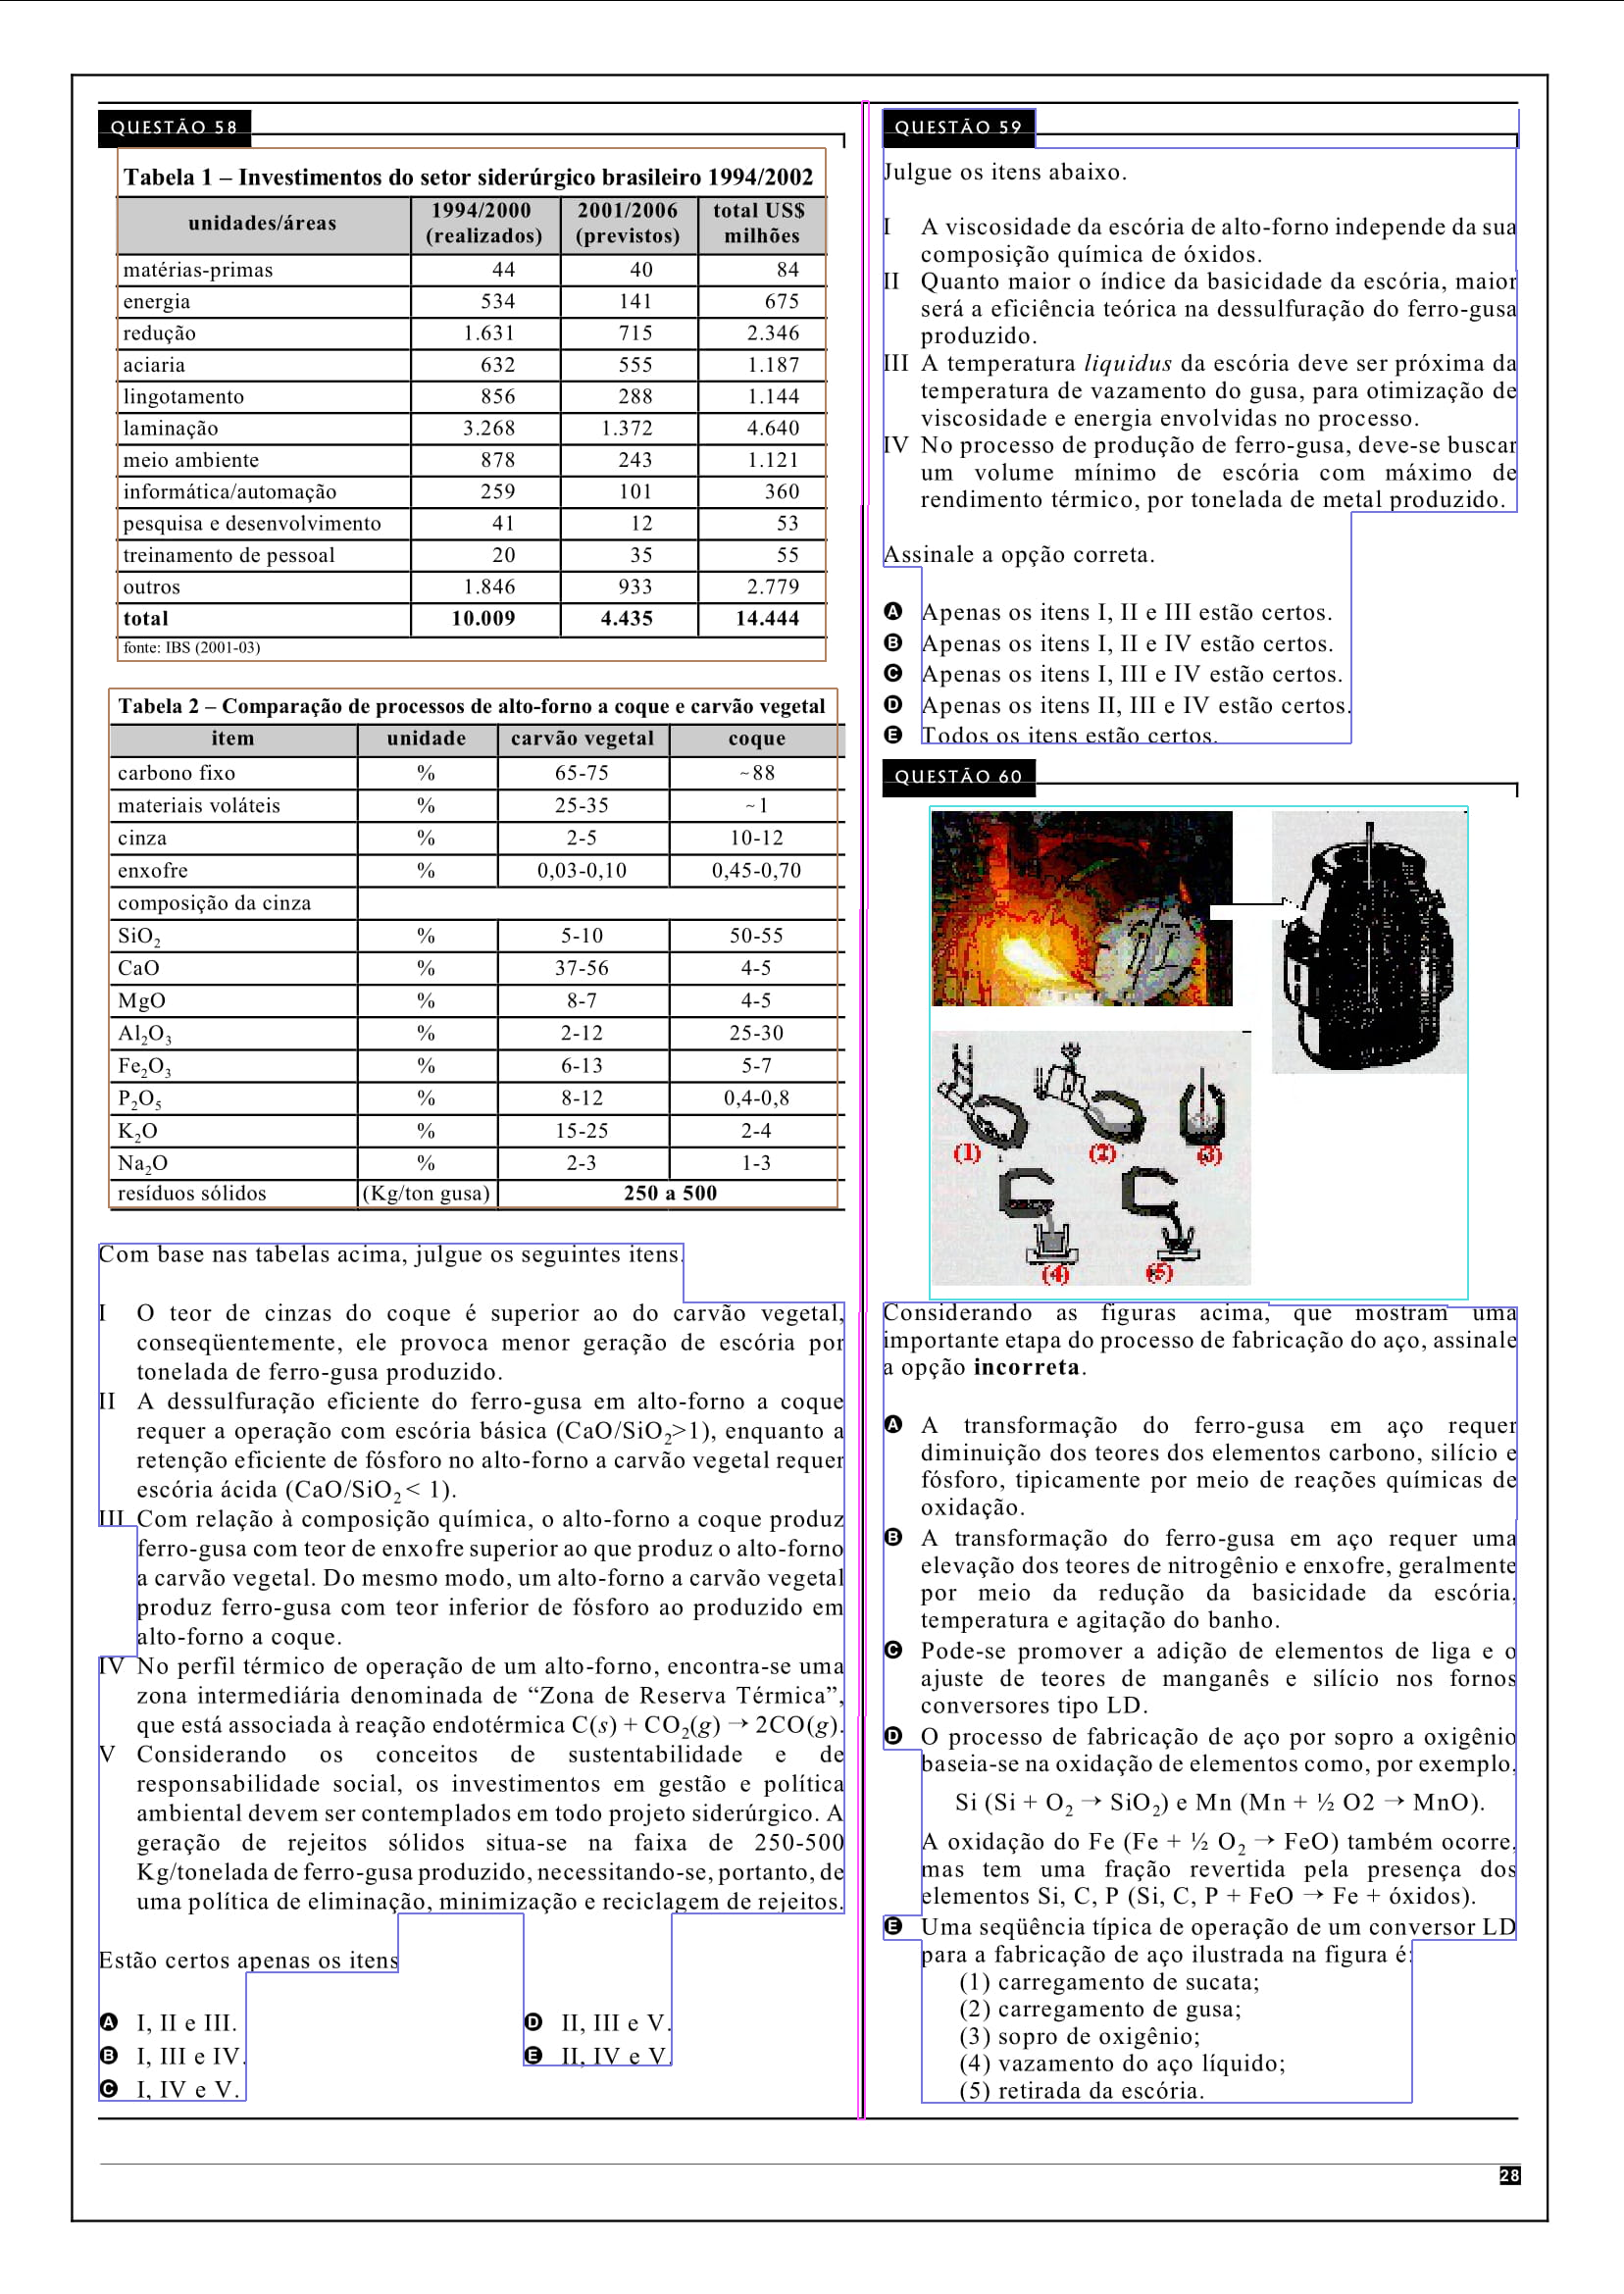 QUESTÃO 58
Tabela 1 – Investimentos do setor siderúrgico brasileiro 1994/2002
unidades/áreas 1994/2000 (realizados) 2001/2006 (previstos) total US$ milhões
matérias-primas 44 40 84
energia 534 141 675
redução 1.631 715 2.346
aciaria 632 555 1.187
lingotamento 856 288 1.144
laminação 3.268 1.372 4.640
meio ambiente 878 243 1.121
informática/automação 259 101 360
pesquisa e desenvolvimento 41 12 53
treinamento de pessoal 20 35 55
outros 1.846 933 2.779
total 10.009 4.435 14.444
fonte: IBS (2001-03)
Tabela 2 – Comparação de processos de alto-forno a coque e carvão vegetal
item unidade carvão vegetal coque
carbono fixo % 65-75 ~88
materiais voláteis % 25-35 ~1
cinza % 2-5 10-12
enxofre % 0,03-0,10 0,45-0,70
composição da cinza
SiO₂ % 5-10 50-55
CaO % 37-56 4-5
MgO % 8-7 4-5
Al₂O₃ % 2-12 25-30
Fe₂O₃ % 6-13 5-7
P₂O₅ % 8-12 0,4-0,8
K₂O % 15-25 2-4
Na₂O % 2-3 1-3
resíduos sólidos (Kg/ton gusa) 250 a 500
Com base nas tabelas acima, julgue os seguintes itens.
I O teor de cinzas do coque é superior ao do carvão vegetal,
conseqüentemente, ele provoca menor geração de escória por
tonelada de ferro-gusa produzido.
II A dessulfuração eficiente do ferro-gusa em alto-forno a coque
requer a operação com escória básica (CaO/SiO₂>1), enquanto a
retenção eficiente de fósforo no alto-forno a carvão vegetal requer
escória ácida (CaO/SiO₂ < 1).
III Com relação à composição química, o alto-forno a coque produz
ferro-gusa com teor de enxofre superior ao que produz o alto-forno
a carvão vegetal. Do mesmo modo, um alto-forno a carvão vegetal
produz ferro-gusa com teor inferior de fósforo ao produzido em
alto-forno a coque.
IV No perfil térmico de operação de um alto-forno, encontra-se uma
zona intermediária denominada de “Zona de Reserva Térmica”,
que está associada à reação endotérmica C(s) + CO₂(g) → 2CO(g).
V Considerando os conceitos de sustentabilidade e de
responsabilidade social, os investimentos em gestão e política
ambiental devem ser contemplados em todo projeto siderúrgico. A
geração de rejeitos sólidos situa-se na faixa de 250-500
Kg/tonelada de ferro-gusa produzido, necessitando-se, portanto, de
uma política de eliminação, minimização e reciclagem de rejeitos.
Estão certos apenas os itens
A I, II e III.
B I, III e IV.
C I, IV e V.
D II, III e V.
E II, IV e V.
QUESTÃO 59
Julgue os itens abaixo.
I A viscosidade da escória de alto-forno independe da sua
composição química de óxidos.
II Quanto maior o índice da basicidade da escória, maior
será a eficiência teórica na dessulfuração do ferro-gusa
produzido.
III A temperatura liquidus da escória deve ser próxima da
temperatura de vazamento do gusa, para otimização de
viscosidade e energia envolvidas no processo.
IV No processo de produção de ferro-gusa, deve-se buscar
um volume mínimo de escória com máximo de
rendimento térmico, por tonelada de metal produzido.
Assinale a opção correta.
A Apenas os itens I, II e III estão certos.
B Apenas os itens I, II e IV estão certos.
C Apenas os itens I, III e IV estão certos.
D Apenas os itens II, III e IV estão certos.
E Todos os itens estão certos.
QUESTÃO 60
(1) (2) (3)
(4) (5)
Considerando as figuras acima, que mostram uma
importante etapa do processo de fabricação do aço, assinale
a opção incorreta.
A A transformação do ferro-gusa em aço requer
diminuição dos teores dos elementos carbono, silício e
fósforo, tipicamente por meio de reações químicas de
oxidação.
B A transformação do ferro-gusa em aço requer uma
elevação dos teores de nitrogênio e enxofre, geralmente
por meio da redução da basicidade da escória,
temperatura e agitação do banho.
C Pode-se promover a adição de elementos de liga e o
ajuste de teores de manganês e silício nos fornos
conversores tipo LD.
D O processo de fabricação de aço por sopro a oxigênio
baseia-se na oxidação de elementos como, por exemplo,
Si (Si + O₂ → SiO₂) e Mn (Mn + ½ O2 → MnO).
A oxidação do Fe (Fe + ½ O₂ → FeO) também ocorre,
mas tem uma fração revertida pela presença dos
elementos Si, C, P (Si, C, P + FeO → Fe + óxidos).
E Uma seqüência típica de operação de um conversor LD
para a fabricação de aço ilustrada na figura é:
(1) carregamento de sucata;
(2) carregamento de gusa;
(3) sopro de oxigênio;
(4) vazamento do aço líquido;
(5) retirada da escória.
28